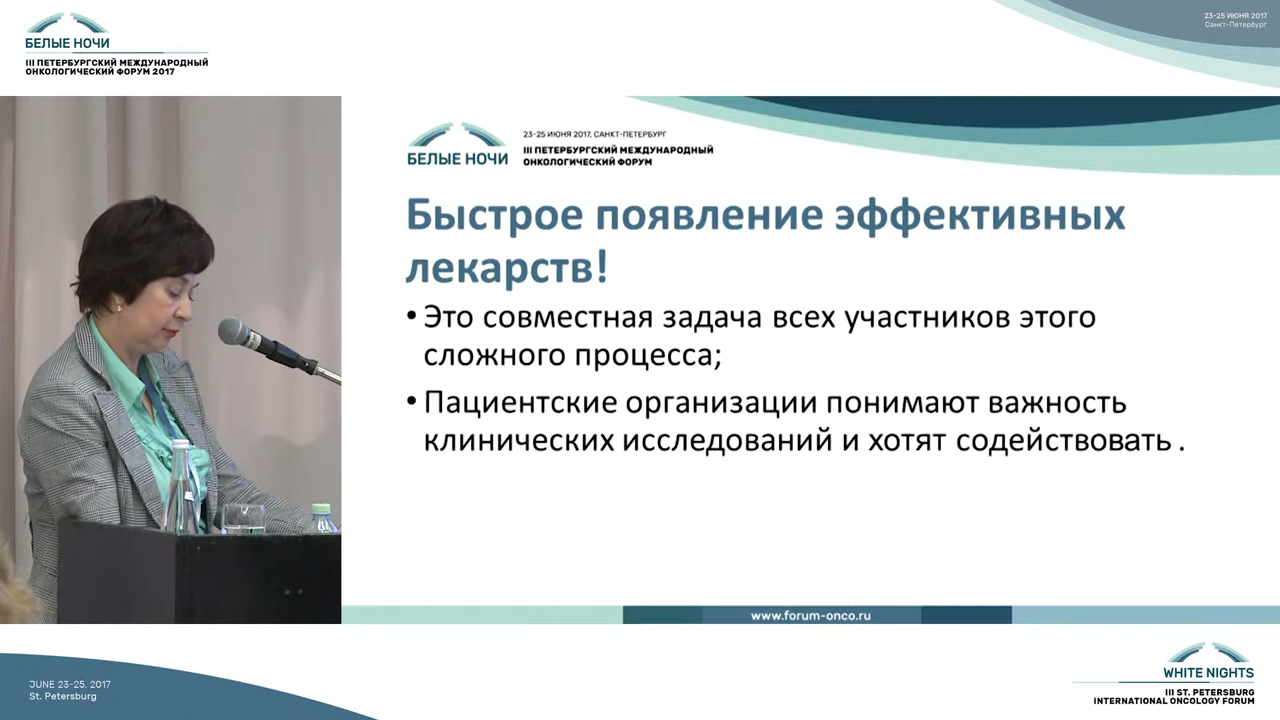 БЕЛЫЕ НОЧИ
III ПЕТЕРБУРГСКИЙ МЕЖДУНАРОДНЫЙ
ОНКОЛОГИЧЕСКИЙ ФОРУМ 2017
23-25 ИЮНЯ 2017
Санкт-Петербург
БЕЛЫЕ НОЧИ
23-25 ИЮНЯ 2017, САНКТ-ПЕТЕРБУРГ
III ПЕТЕРБУРГСКИЙ МЕЖДУНАРОДНЫЙ
ОНКОЛОГИЧЕСКИЙ ФОРУМ
Быстрое появление эффективных
лекарств!
• Это совместная задача всех участников этого
сложного процесса;
• Пациентские организации понимают важность
клинических исследований и хотят содействовать .
www.forum-onco.ru
JUNE 23-25, 2017
St. Petersburg
WHITE NIGHTS
III ST. PETERSBURG
INTERNATIONAL ONCOLOGY FORUM